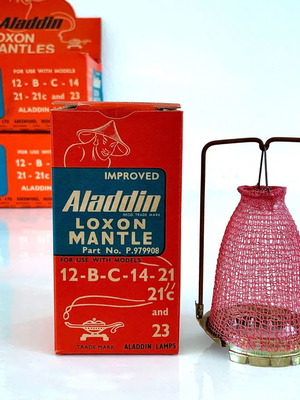 Aladdin
LOXON
MANTLES
FOR USE WITH MODELS
12-B-C-14
21-21c and 23
ALADDIN
IMPROVED
Aladdin
REGD. TRADE MARK
LOXON
MANTLE
Part No. P.979908
FOR USE WITH MODELS
12-B-C-14-21
21c
and
23
TRADE MARK ALADDIN LAMPS